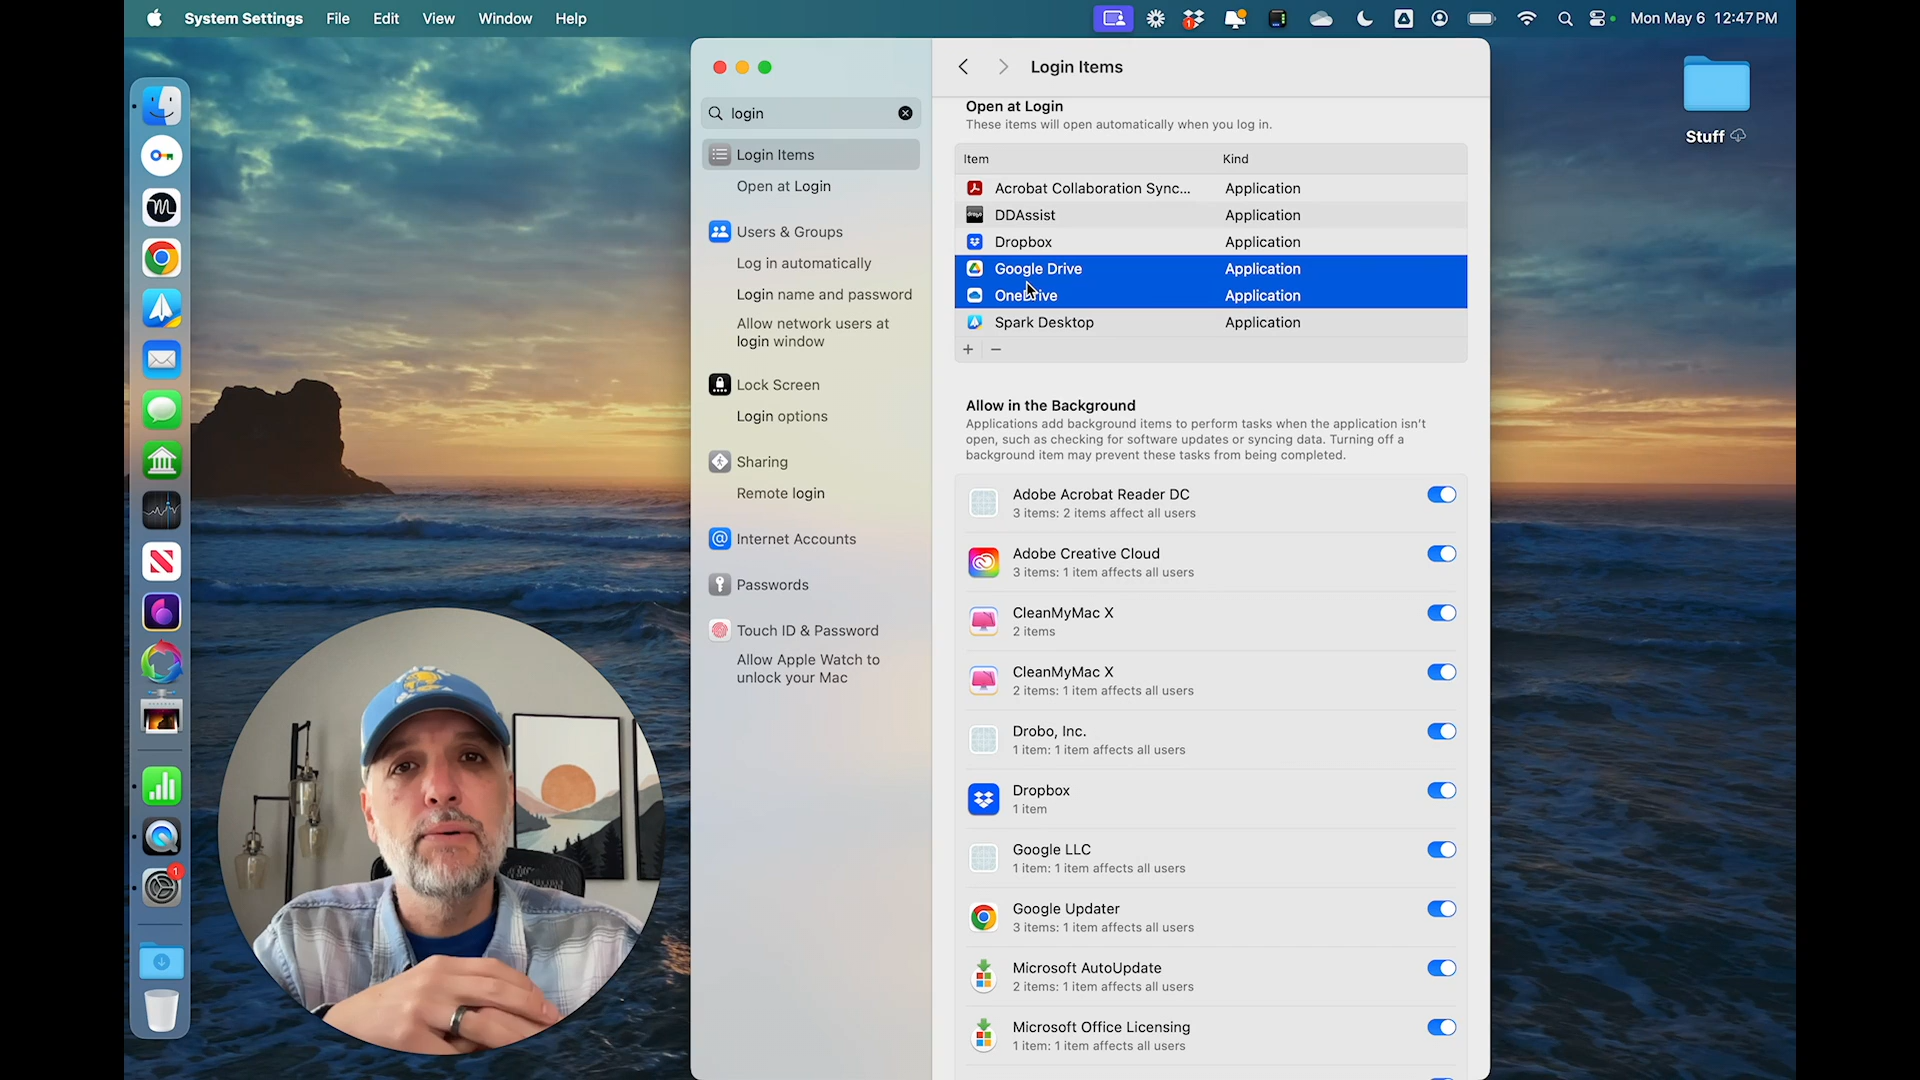 System Settings File Edit View Window Help
1
Mon May 6 12:47 PM
Login Items
login
Login Items
Open at Login
Users & Groups
Log in automatically
Login name and password
Allow network users at
login window
Lock Screen
Login options
Sharing
Remote login
Internet Accounts
Passwords
Touch ID & Password
Allow Apple Watch to
unlock your Mac
Open at Login
These items will open automatically when you log in.
Item Kind
Acrobat Collaboration Sync... Application
DDAssist Application
Dropbox Application
Google Drive Application
OneDrive Application
Spark Desktop Application
+ −
Allow in the Background
Applications add background items to perform tasks when the application isn't
open, such as checking for software updates or syncing data. Turning off a
background item may prevent these tasks from being completed.
Adobe Acrobat Reader DC
3 items: 2 items affect all users
Adobe Creative Cloud
3 items: 1 item affects all users
CleanMyMac X
2 items
CleanMyMac X
2 items: 1 item affects all users
Drobo, Inc.
1 item: 1 item affects all users
Dropbox
1 item
Google LLC
1 item: 1 item affects all users
Google Updater
3 items: 1 item affects all users
Microsoft AutoUpdate
2 items: 1 item affects all users
Microsoft Office Licensing
1 item: 1 item affects all users
Stuff
1